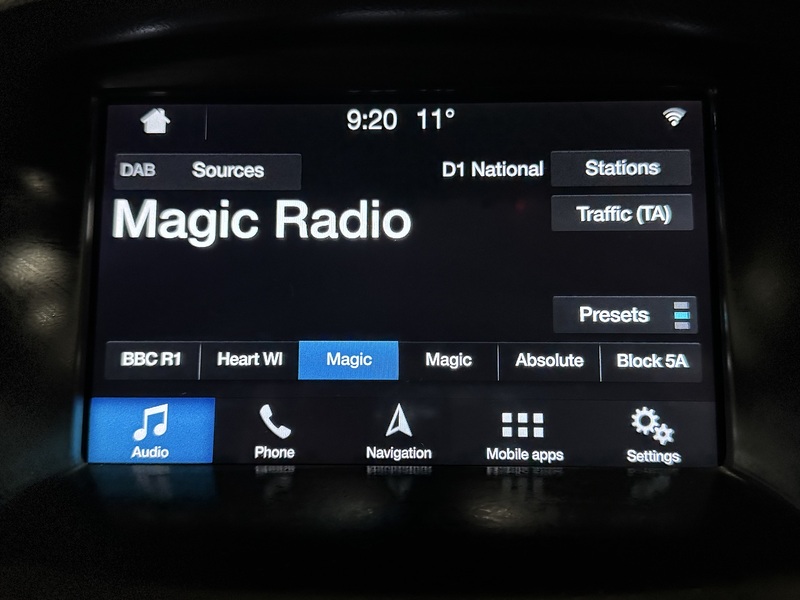 9:20 11°
DAB Sources D1 National Stations
Magic Radio
Traffic (TA)
Presets
BBC R1 Heart WI Magic Magic Absolute Block 5A
Audio Phone Navigation Mobile apps Settings